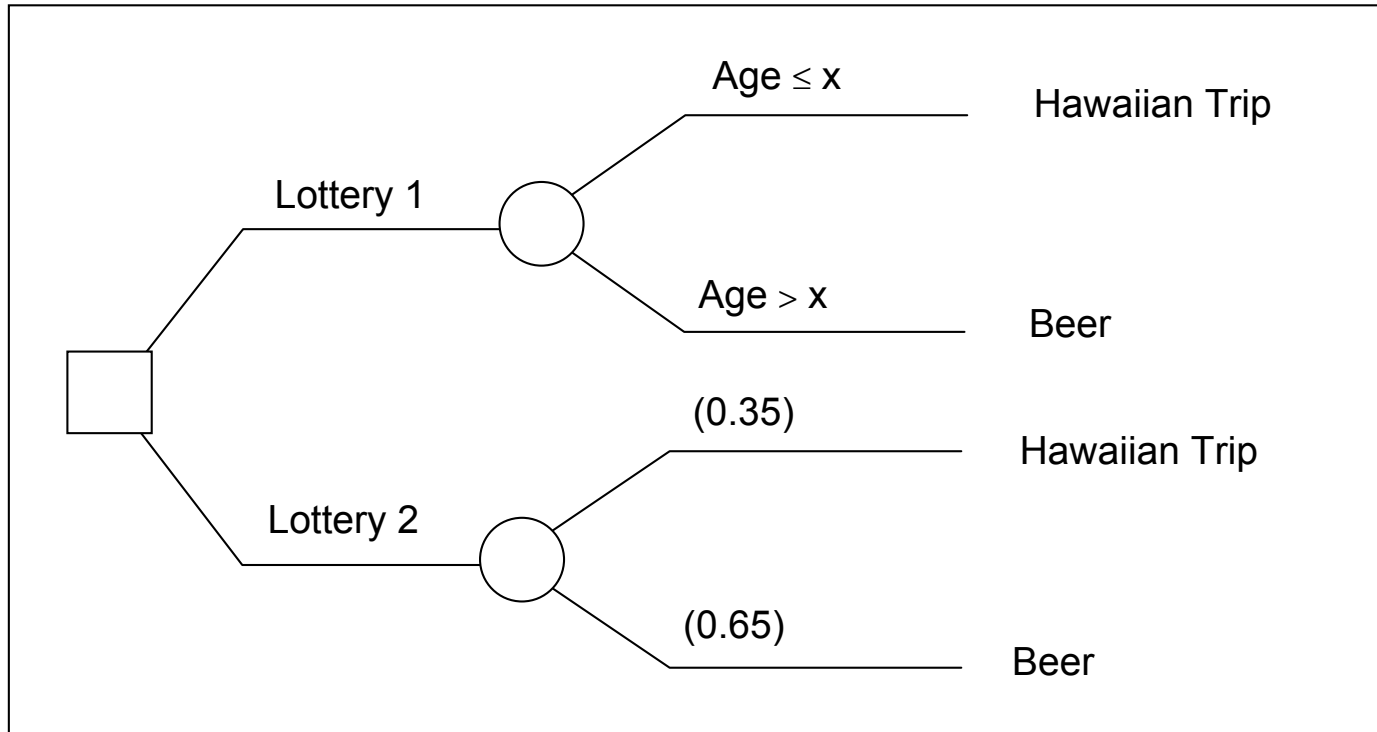 Age ≤ x
Hawaiian Trip
Lottery 1
Age > x
Beer
(0.35)
Hawaiian Trip
Lottery 2
(0.65)
Beer